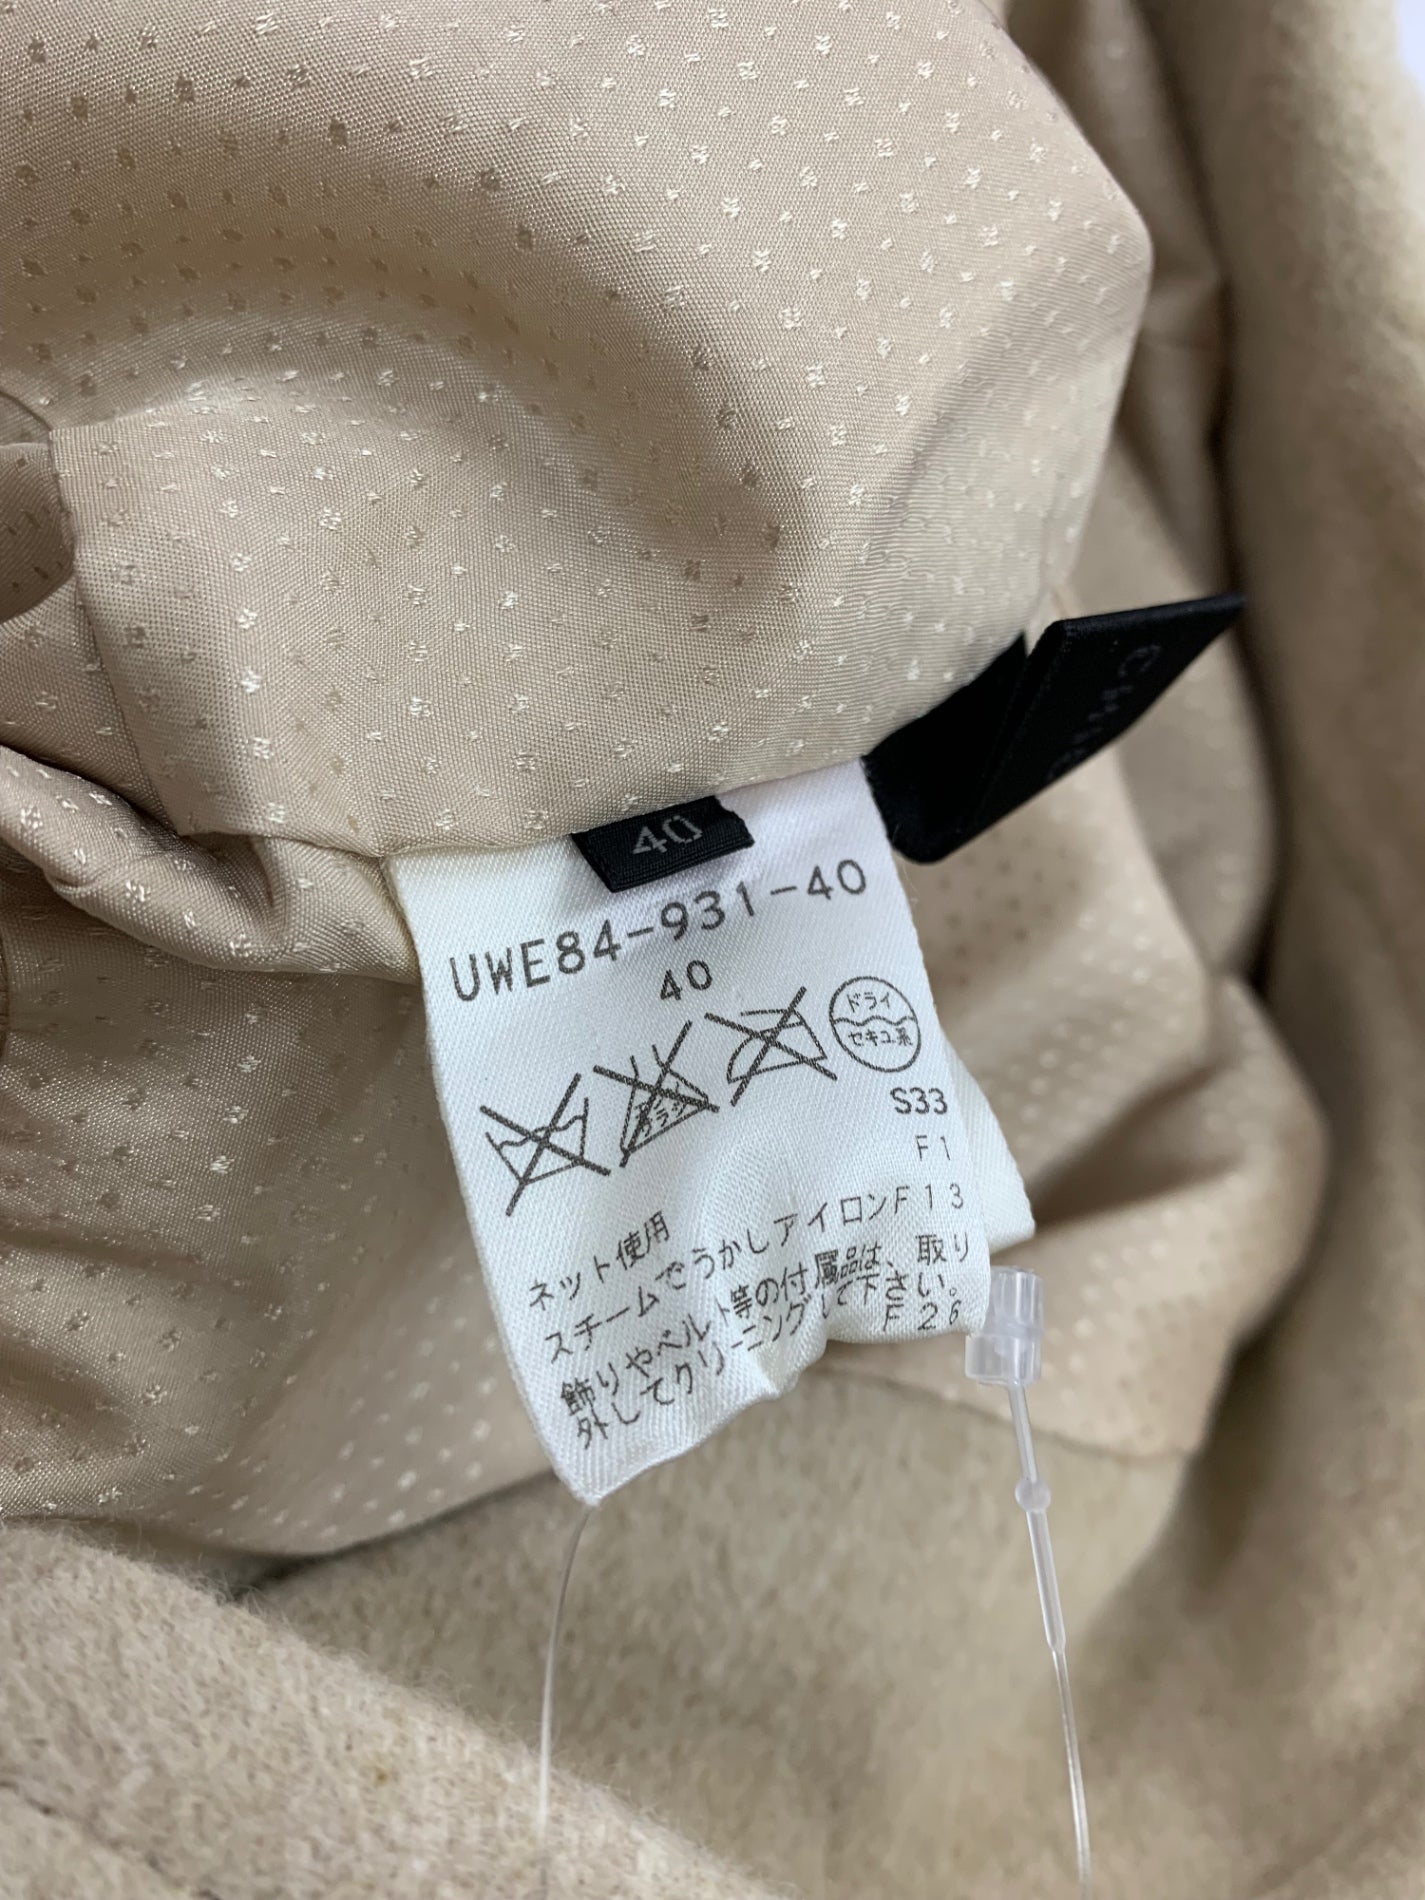 40
UWE84-931-40
40
ドライ
セキユ系
S33
F1
ネット使用
スチームでうかしアイロンF13
飾りやベルト等の付属品は、取り
外してクリーニングして下さい。
F26